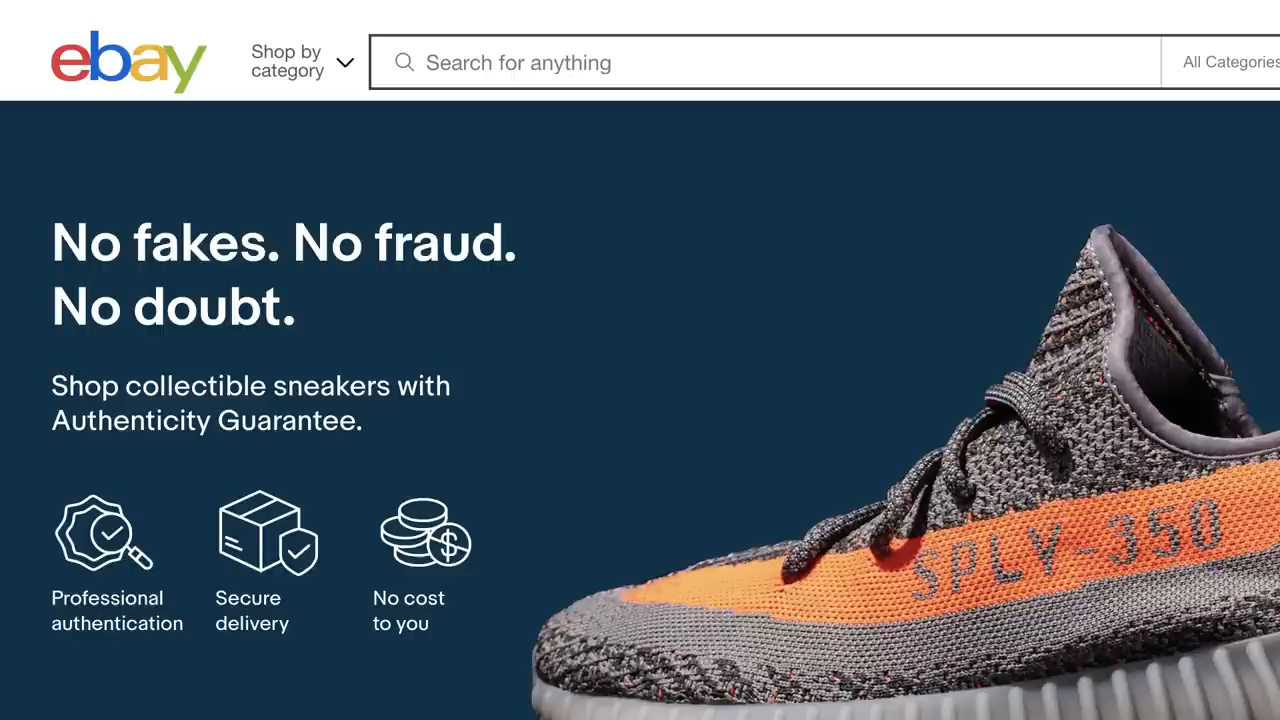 ebay
Shop by
category
Search for anything
All Categories
No fakes. No fraud.
No doubt.
Shop collectible sneakers with
Authenticity Guarantee.
Professional
authentication
Secure
delivery
No cost
to you
SPLY-350